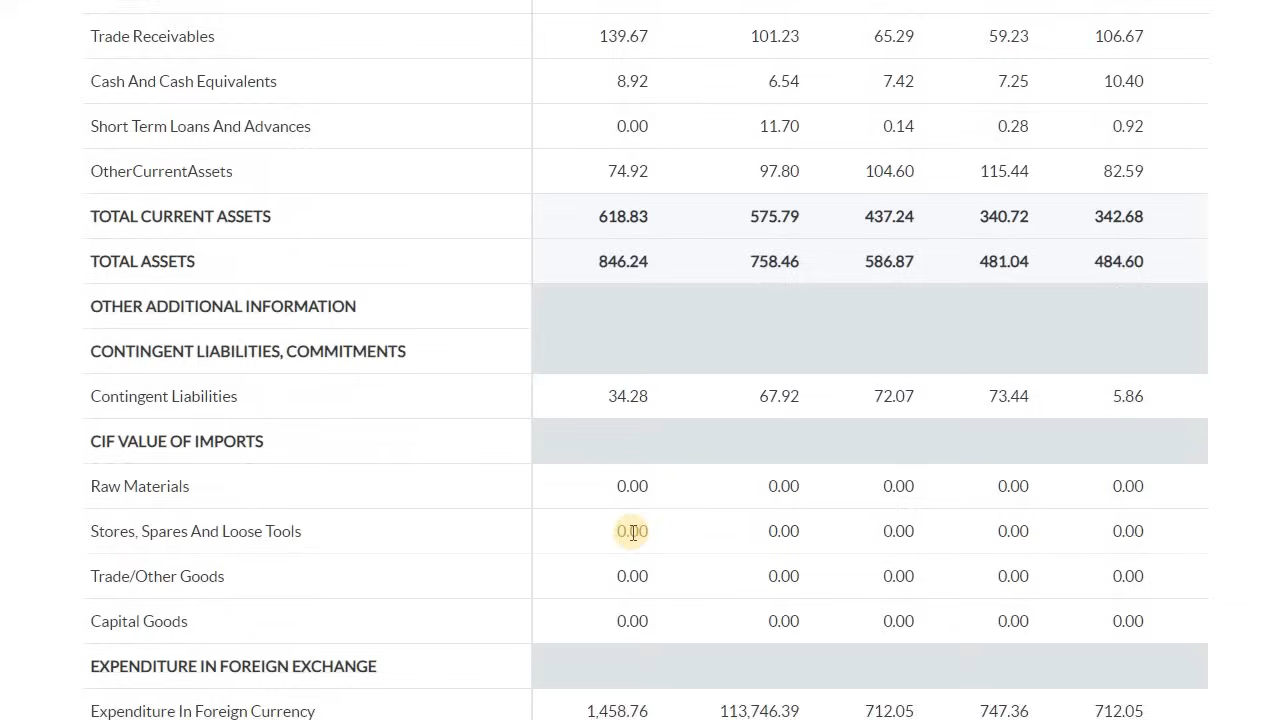 Trade Receivables 139.67 101.23 65.29 59.23 106.67
Cash And Cash Equivalents 8.92 6.54 7.42 7.25 10.40
Short Term Loans And Advances 0.00 11.70 0.14 0.28 0.92
OtherCurrentAssets 74.92 97.80 104.60 115.44 82.59
TOTAL CURRENT ASSETS 618.83 575.79 437.24 340.72 342.68
TOTAL ASSETS 846.24 758.46 586.87 481.04 484.60
OTHER ADDITIONAL INFORMATION
CONTINGENT LIABILITIES, COMMITMENTS
Contingent Liabilities 34.28 67.92 72.07 73.44 5.86
CIF VALUE OF IMPORTS
Raw Materials 0.00 0.00 0.00 0.00 0.00
Stores, Spares And Loose Tools 0.00 0.00 0.00 0.00 0.00
Trade/Other Goods 0.00 0.00 0.00 0.00 0.00
Capital Goods 0.00 0.00 0.00 0.00 0.00
EXPENDITURE IN FOREIGN EXCHANGE
Expenditure In Foreign Currency 1,458.76 113,746.39 712.05 747.36 712.05